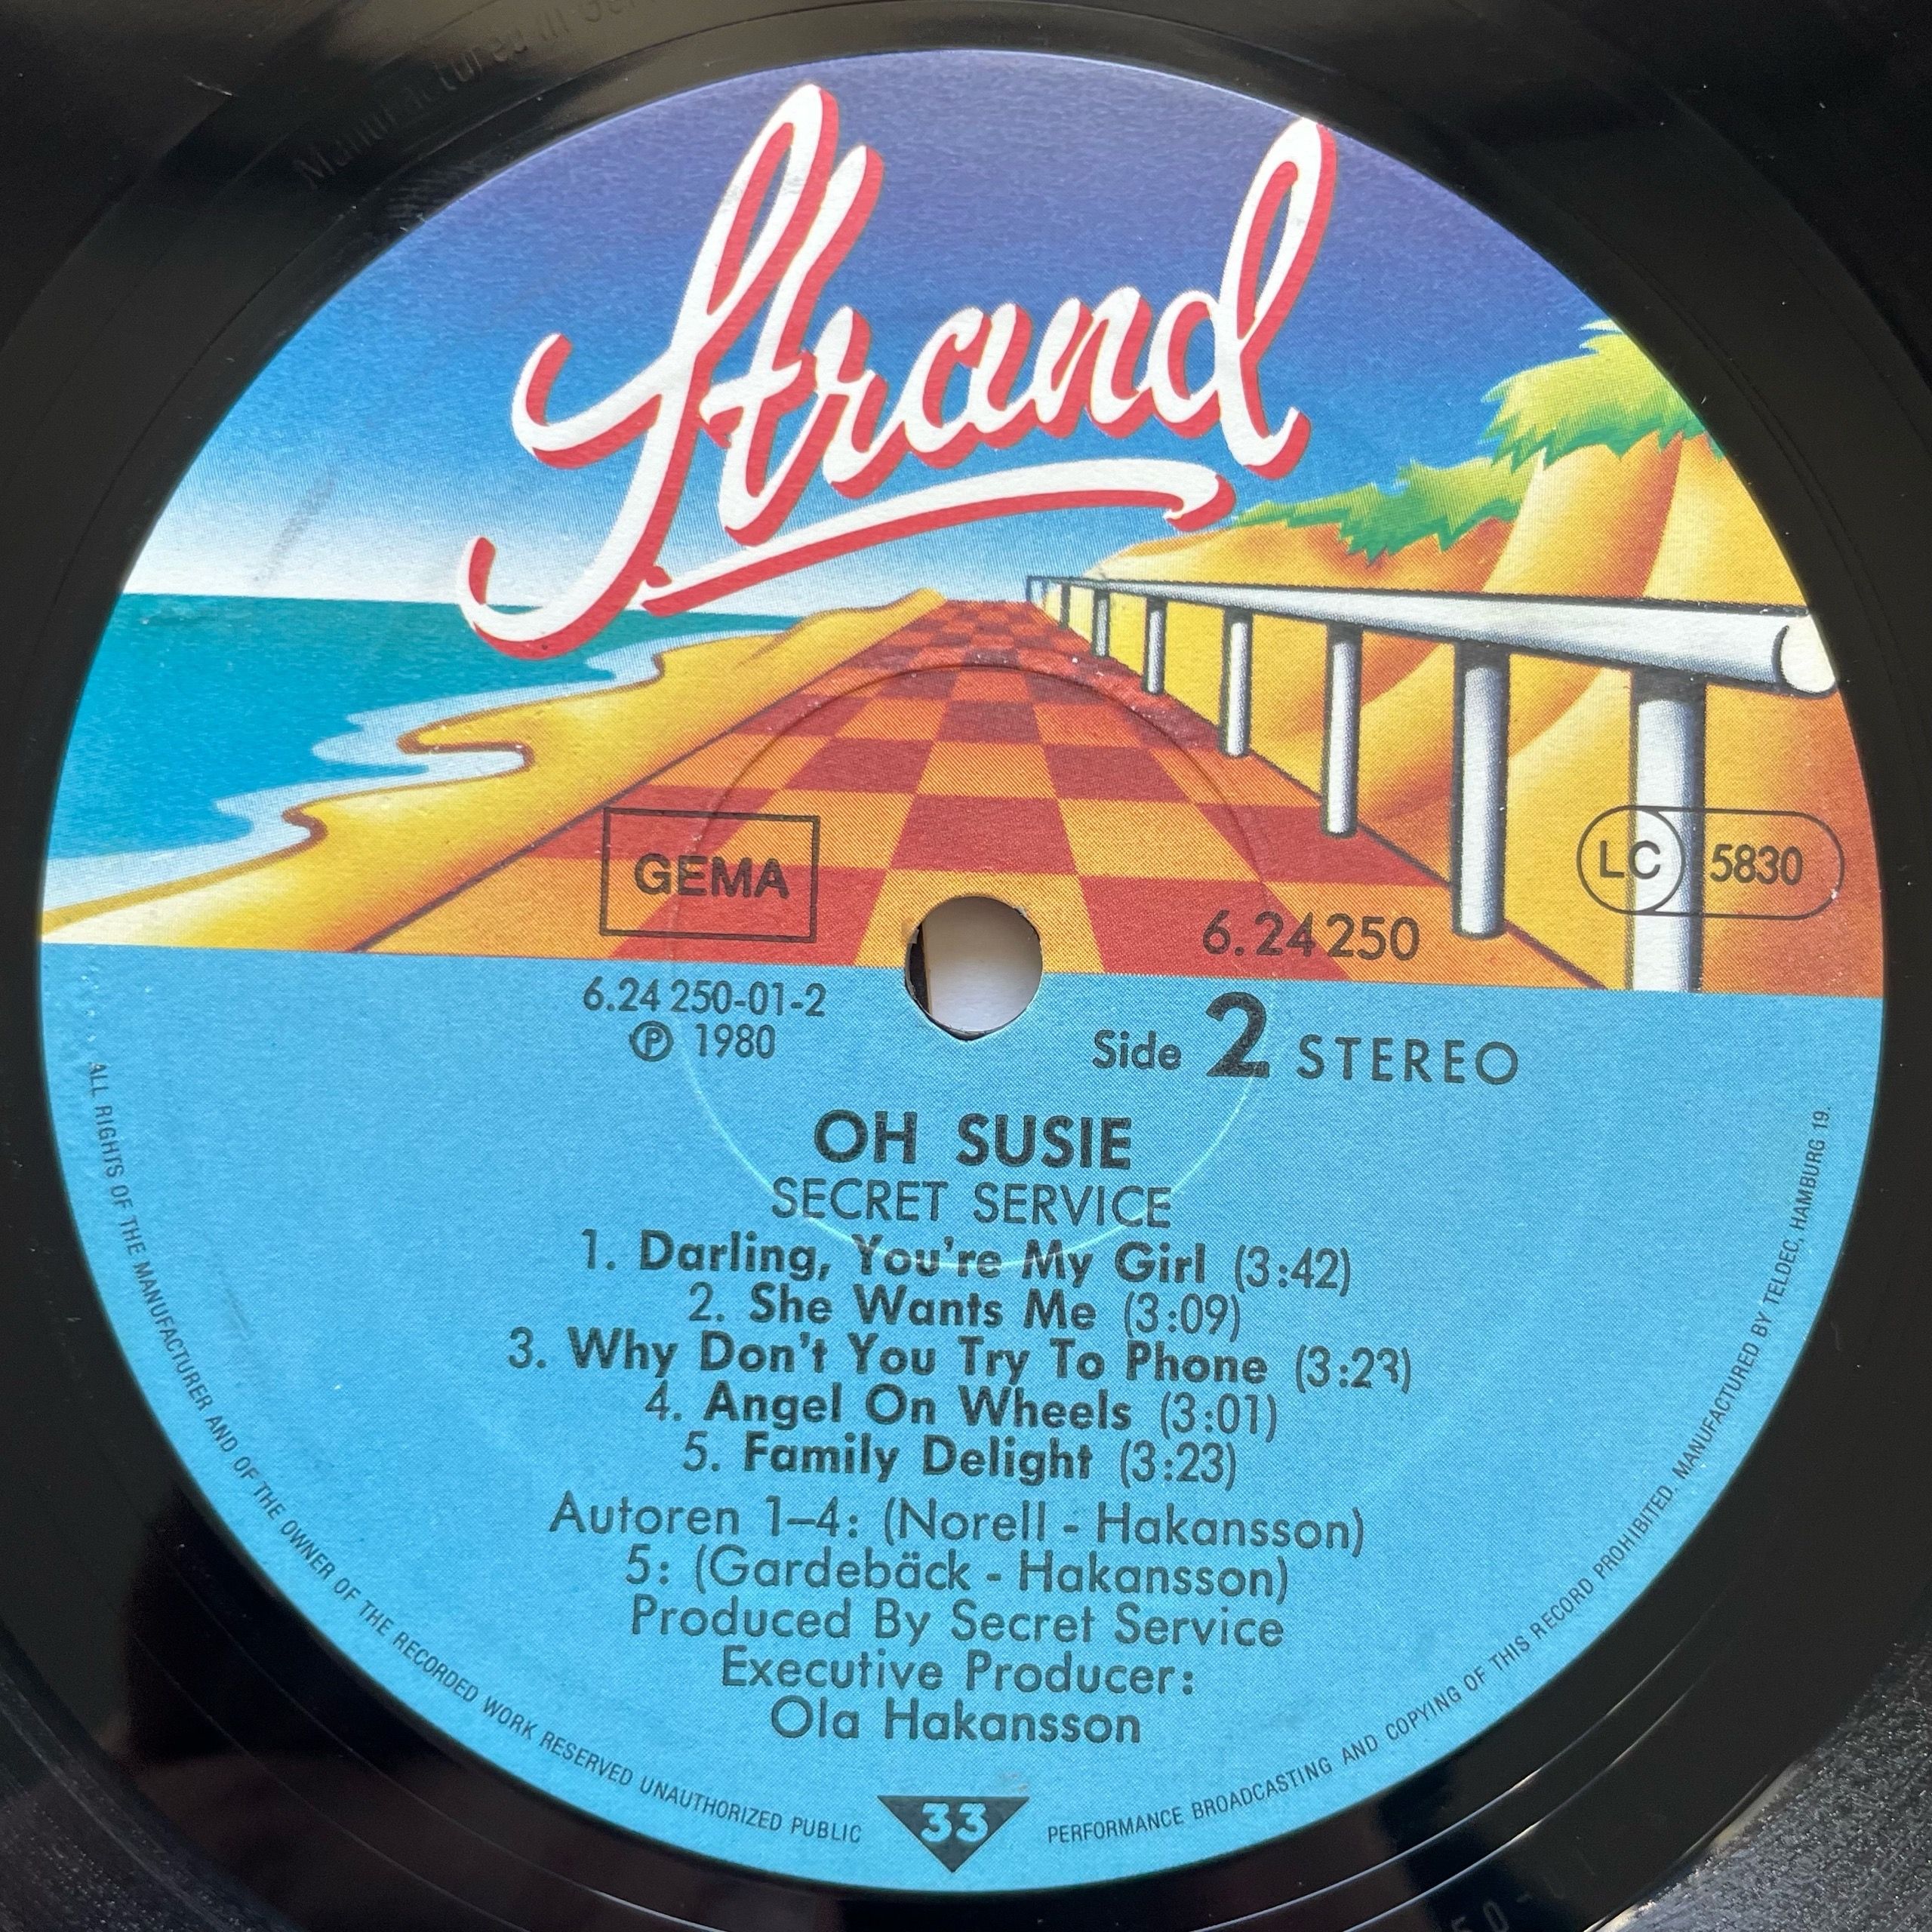 Strand
GEMA
LC 5830
6.24250
6.24 250-01-2
℗ 1980
Side 2 STEREO
OH SUSIE
SECRET SERVICE
1. Darling, You're My Girl (3:42)
2. She Wants Me (3:09)
3. Why Don't You Try To Phone (3:23)
4. Angel On Wheels (3:01)
5. Family Delight (3:23)
Autoren 1–4: (Norell - Hakansson)
5: (Gardebäck - Hakansson)
Produced By Secret Service
Executive Producer:
Ola Hakansson
33
ALL RIGHTS OF THE MANUFACTURER AND OF THE OWNER OF THE RECORDED WORK RESERVED UNAUTHORIZED PUBLIC PERFORMANCE BROADCASTING AND COPYING OF THIS RECORD PROHIBITED. MANUFACTURED BY TELDEC, HAMBURG 19.